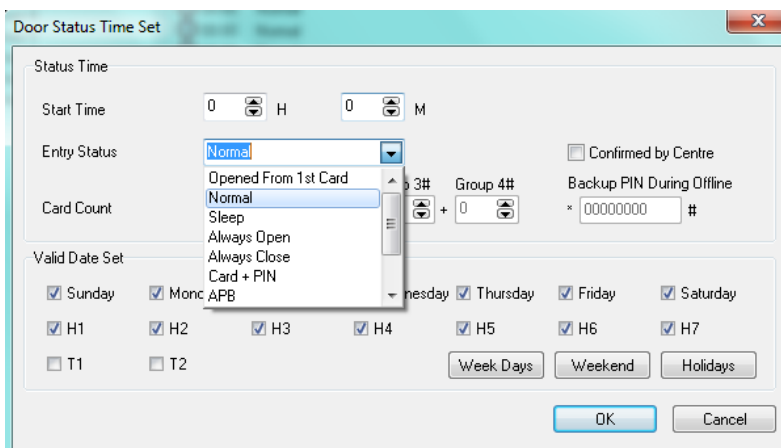 Door Status Time Set
Status Time
Start Time 0 H 0 M
Entry Status Normal Confirmed by Centre
Opened From 1st Card
Normal
Sleep
Always Open
Always Close
Card + PIN
APB
3# Group 4# Backup PIN During Offline
Card Count + 0 * 00000000 #
Valid Date Set
Sunday Mond nesday Thursday Friday Saturday
H1 H2 H3 H4 H5 H6 H7
T1 T2 Week Days Weekend Holidays
OK Cancel